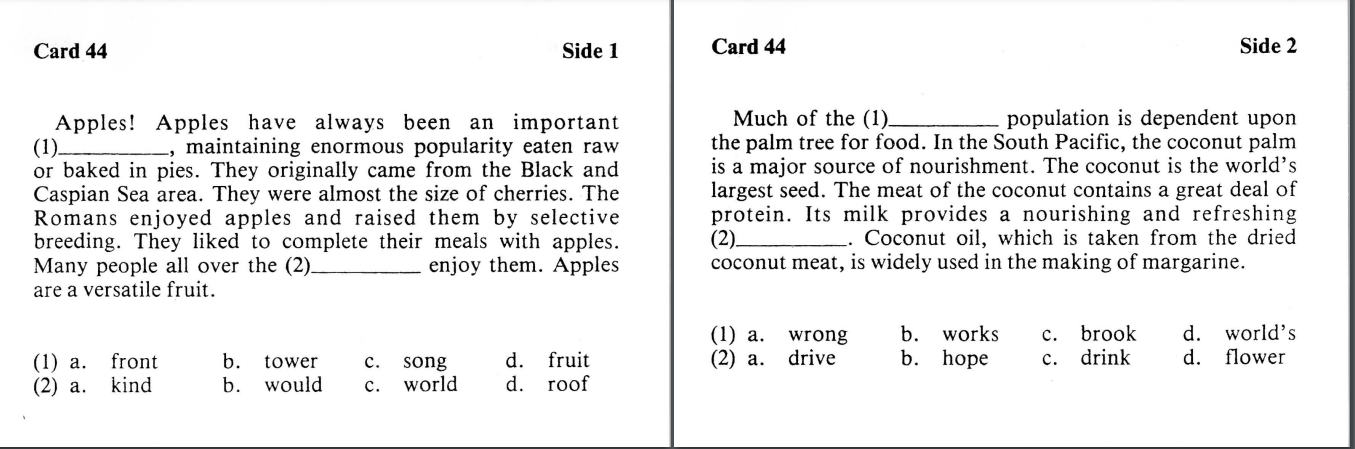 Card 44 Side 1
Apples! Apples have always been an important
(1)__________, maintaining enormous popularity eaten raw
or baked in pies. They originally came from the Black and
Caspian Sea area. They were almost the size of cherries. The
Romans enjoyed apples and raised them by selective
breeding. They liked to complete their meals with apples.
Many people all over the (2)__________ enjoy them. Apples
are a versatile fruit.
(1) a. front b. tower c. song d. fruit
(2) a. kind b. would c. world d. roof
Card 44 Side 2
Much of the (1)__________ population is dependent upon
the palm tree for food. In the South Pacific, the coconut palm
is a major source of nourishment. The coconut is the world's
largest seed. The meat of the coconut contains a great deal of
protein. Its milk provides a nourishing and refreshing
(2)__________. Coconut oil, which is taken from the dried
coconut meat, is widely used in the making of margarine.
(1) a. wrong b. works c. brook d. world's
(2) a. drive b. hope c. drink d. flower